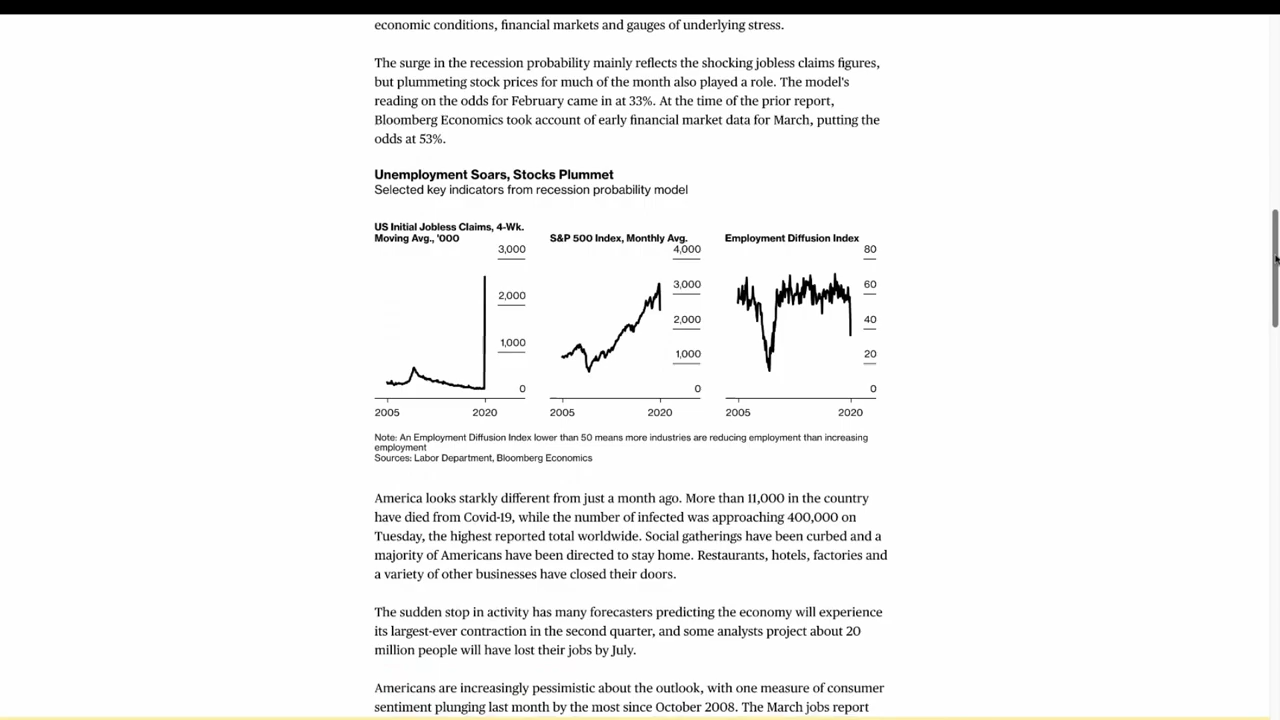 economic conditions, financial markets and gauges of underlying stress.
The surge in the recession probability mainly reflects the shocking jobless claims figures,
but plummeting stock prices for much of the month also played a role. The model's
reading on the odds for February came in at 33%. At the time of the prior report,
Bloomberg Economics took account of early financial market data for March, putting the
odds at 53%.
Unemployment Soars, Stocks Plummet
Selected key indicators from recession probability model
US Initial Jobless Claims, 4-Wk.
Moving Avg., '000
3,000
2,000
1,000
0
2005 2020
S&P 500 Index, Monthly Avg.
4,000
3,000
2,000
1,000
0
2005 2020
Employment Diffusion Index
80
60
40
20
0
2005 2020
Note: An Employment Diffusion Index lower than 50 means more industries are reducing employment than increasing
employment
Sources: Labor Department, Bloomberg Economics
America looks starkly different from just a month ago. More than 11,000 in the country
have died from Covid-19, while the number of infected was approaching 400,000 on
Tuesday, the highest reported total worldwide. Social gatherings have been curbed and a
majority of Americans have been directed to stay home. Restaurants, hotels, factories and
a variety of other businesses have closed their doors.
The sudden stop in activity has many forecasters predicting the economy will experience
its largest-ever contraction in the second quarter, and some analysts project about 20
million people will have lost their jobs by July.
Americans are increasingly pessimistic about the outlook, with one measure of consumer
sentiment plunging last month by the most since October 2008. The March jobs report